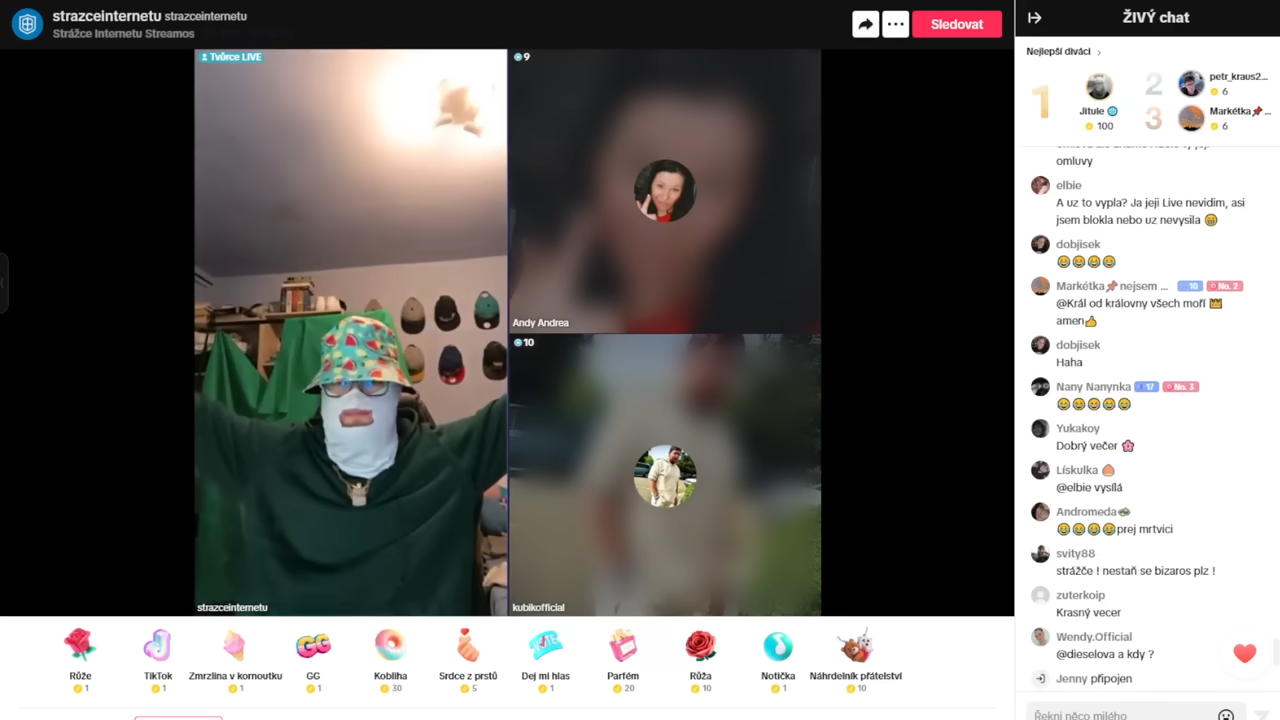 strazceinternetu strazceinternetu
Strážce Internetu Streamos
Sledovat
Tvůrce LIVE
9
Andy Andrea
10
strazceinternetu
kubikofficial
Růže
1
TikTok
1
Zmrzlina v kornoutku
1
GG
GG
1
Kobliha
30
Srdce z prstů
5
Dej mi hlas
1
Parfém
20
Růža
10
Notička
1
Náhrdelník přátelství
10
ŽIVÝ chat
Nejlepší diváci
1
Jitule
100
2
petr_kraus2...
6
3
Markétka📌 ...
6
omluvy
elbie
A uz to vypla? Ja jeji Live nevidim, asi
jsem blokla nebo uz nevysila 😁
dobjisek
😂😂😂😂
Markétka📌nejsem ... 10 No. 2
@Král od královny všech moří 👑
amen👍
dobjisek
Haha
Nany Nanynka 17 No. 3
😂😂😂😂😂
Yukakoy
Dobrý večer 🌸
Lískulka 🌰
@elbie vysílá
Andromeda
😂😂😂😂prej mrtvici
svity88
strážče ! nestaň se bizaros plz !
zuterkoip
Krasný vecer
Wendy.Official
@dieselova a kdy ?
Jenny připojen
Řekni něco milého